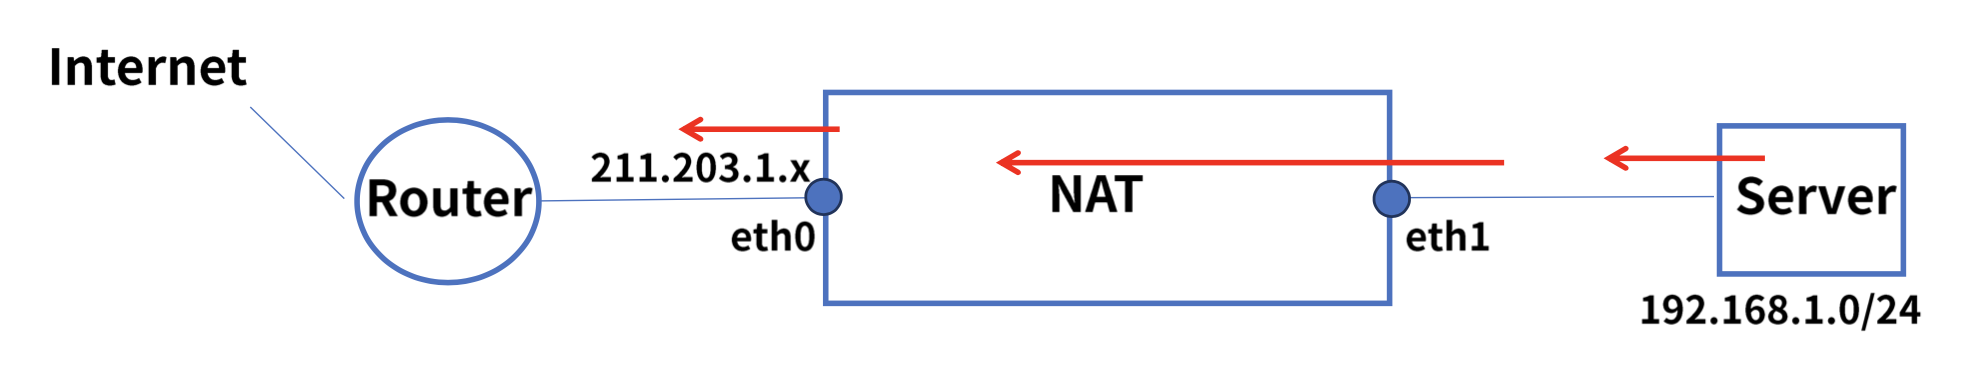 Internet
Router
211.203.1.x
eth0
NAT
eth1
Server
192.168.1.0/24